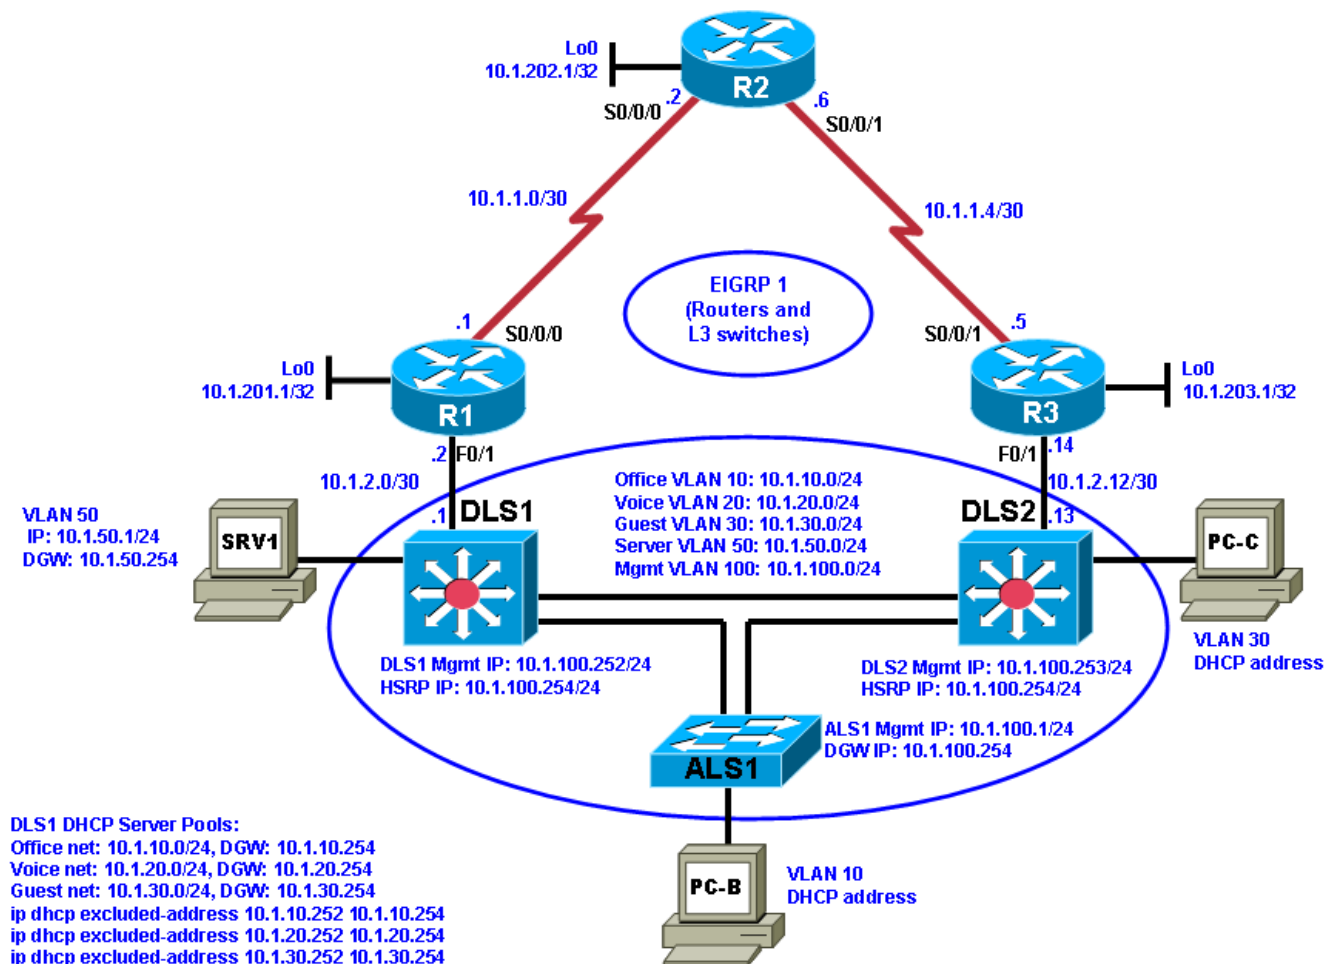 Lo0
10.1.202.1/32
R2
.2
.6
S0/0/0
S0/0/1
10.1.1.0/30
10.1.1.4/30
EIGRP 1
(Routers and
L3 switches)
.1
S0/0/0
.5
S0/0/1
Lo0
10.1.201.1/32
R1
R3
Lo0
10.1.203.1/32
.2
F0/1
10.1.2.0/30
.1
DLS1
F0/1
.14
10.1.2.12/30
.13
DLS2
Office VLAN 10: 10.1.10.0/24
Voice VLAN 20: 10.1.20.0/24
Guest VLAN 30: 10.1.30.0/24
Server VLAN 50: 10.1.50.0/24
Mgmt VLAN 100: 10.1.100.0/24
VLAN 50
IP: 10.1.50.1/24
DGW: 10.1.50.254
SRV1
PC-C
VLAN 30
DHCP address
DLS1 Mgmt IP: 10.1.100.252/24
HSRP IP: 10.1.100.254/24
DLS2 Mgmt IP: 10.1.100.253/24
HSRP IP: 10.1.100.254/24
ALS1 Mgmt IP: 10.1.100.1/24
DGW IP: 10.1.100.254
ALS1
PC-B
VLAN 10
DHCP address
DLS1 DHCP Server Pools:
Office net: 10.1.10.0/24, DGW: 10.1.10.254
Voice net: 10.1.20.0/24, DGW: 10.1.20.254
Guest net: 10.1.30.0/24, DGW: 10.1.30.254
ip dhcp excluded-address 10.1.10.252 10.1.10.254
ip dhcp excluded-address 10.1.20.252 10.1.20.254
ip dhcp excluded-address 10.1.30.252 10.1.30.254